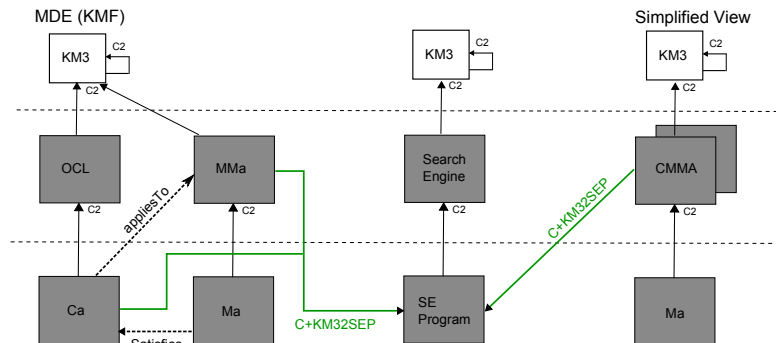 MDE (KMF)
Simplified View
KM3
C2
KM3
C2
KM3
C2
C2
C2
C2
OCL
MMa
Search
Engine
CMMA
appliesTo
C+KM32SEP
C2
C2
C2
C2
Ca
Ma
SE
Program
Ma
C+KM32SEP
Satisfies